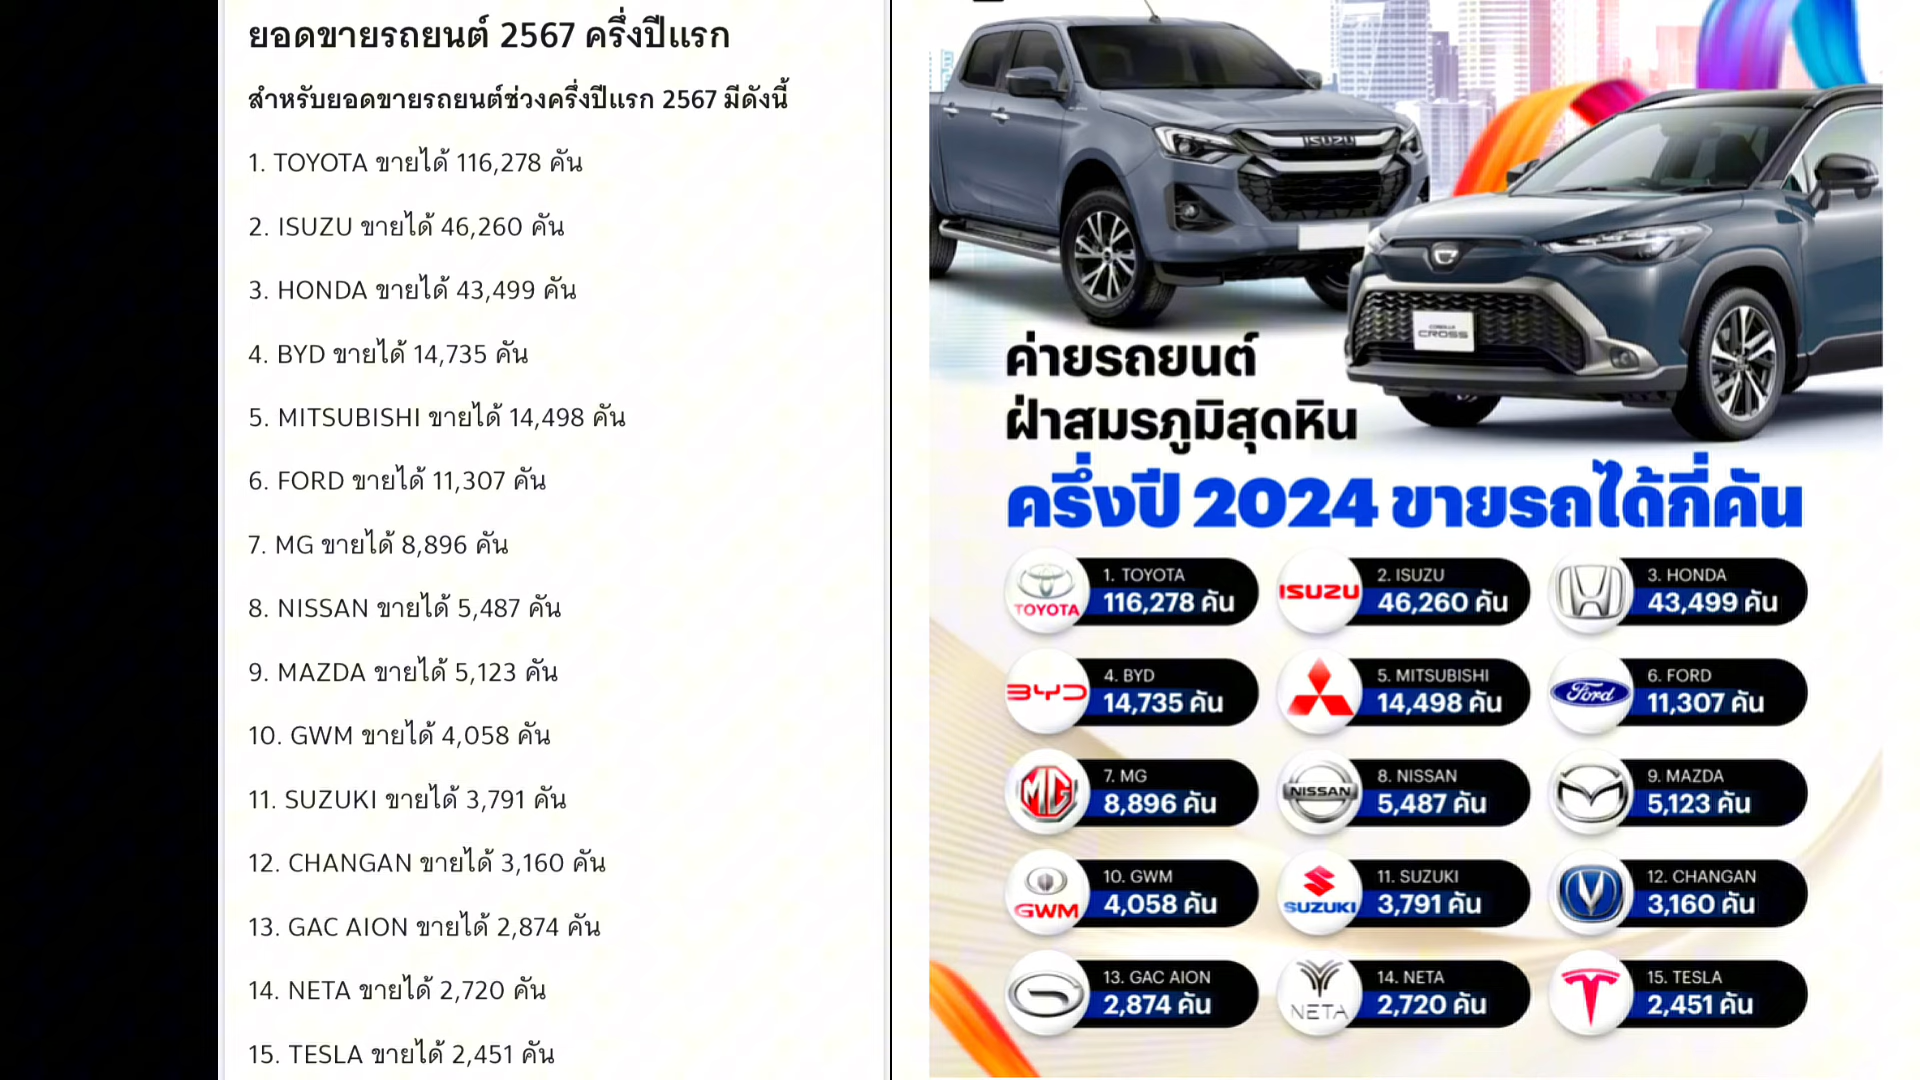 ยอดขายรถยนต์ 2567 ครึ่งปีแรก
สำหรับยอดขายรถยนต์ช่วงครึ่งปีแรก 2567 มีดังนี้
1. TOYOTA ขายได้ 116,278 คัน
2. ISUZU ขายได้ 46,260 คัน
3. HONDA ขายได้ 43,499 คัน
4. BYD ขายได้ 14,735 คัน
5. MITSUBISHI ขายได้ 14,498 คัน
6. FORD ขายได้ 11,307 คัน
7. MG ขายได้ 8,896 คัน
8. NISSAN ขายได้ 5,487 คัน
9. MAZDA ขายได้ 5,123 คัน
10. GWM ขายได้ 4,058 คัน
11. SUZUKI ขายได้ 3,791 คัน
12. CHANGAN ขายได้ 3,160 คัน
13. GAC AION ขายได้ 2,874 คัน
14. NETA ขายได้ 2,720 คัน
15. TESLA ขายได้ 2,451 คัน
ISUZU
COROLLA
CROSS
ค่ายรถยนต์
ฝ่าสมรภูมิสุดหิน
ครึ่งปี 2024 ขายรถได้กี่คัน
TOYOTA
1. TOYOTA
116,278 คัน
ISUZU
2. ISUZU
46,260 คัน
3. HONDA
43,499 คัน
BYD
4. BYD
14,735 คัน
5. MITSUBISHI
14,498 คัน
Ford
6. FORD
11,307 คัน
MG
7. MG
8,896 คัน
NISSAN
8. NISSAN
5,487 คัน
9. MAZDA
5,123 คัน
GWM
10. GWM
4,058 คัน
SUZUKI
11. SUZUKI
3,791 คัน
12. CHANGAN
3,160 คัน
13. GAC AION
2,874 คัน
NETA
14. NETA
2,720 คัน
15. TESLA
2,451 คัน